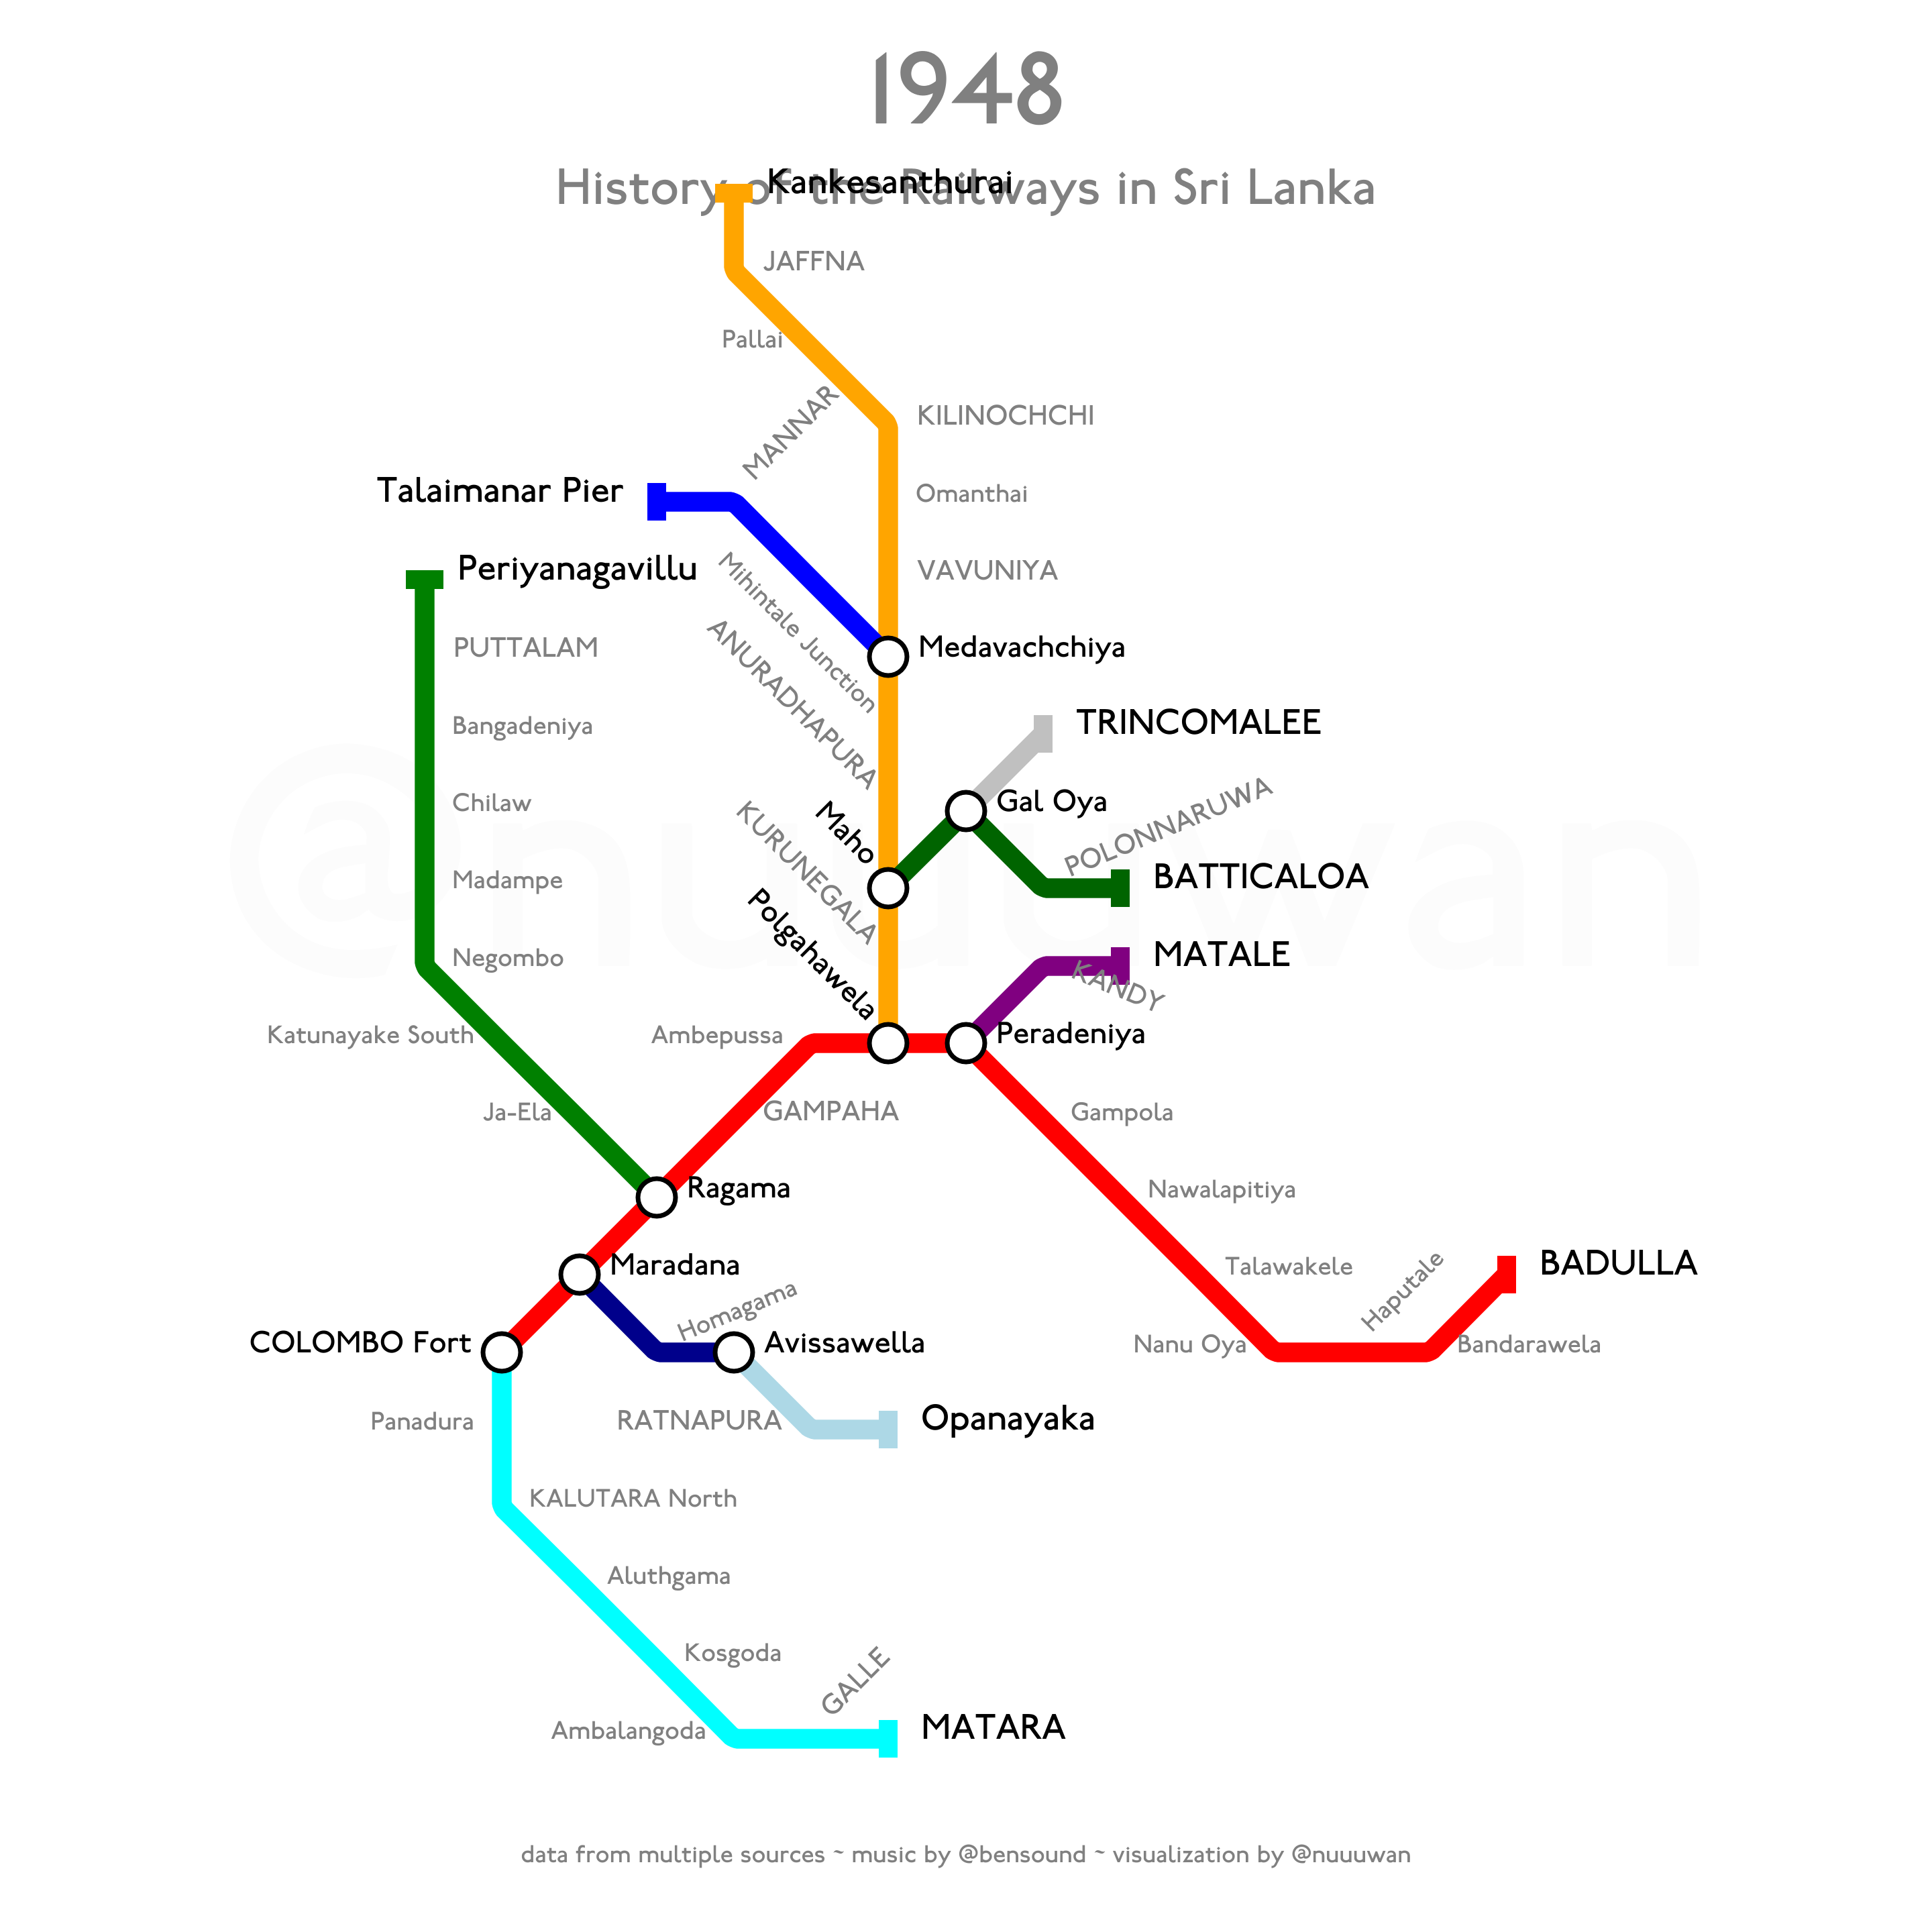 1948
History of the Railways in Sri Lanka
Kankesanthurai
JAFFNA
Pallai
MANNAR
KILINOCHCHI
Talaimanar Pier
Omanthai
Periyanagavillu
Mihintale Junction
VAVUNIYA
PUTTALAM
ANURADHAPURA
Medavachchiya
Bangadeniya
TRINCOMALEE
Chilaw
Maho
Gal Oya
POLONNARUWA
@nuuuwan
Madampe
KURUNEGALA
BATTICALOA
Negombo
Polgahawela
MATALE
KANDY
Katunayake South
Ambepussa
Peradeniya
Ja-Ela
GAMPAHA
Gampola
Ragama
Nawalapitiya
Maradana
Talawakele
Haputale
BADULLA
Homagama
COLOMBO Fort
Avissawella
Nanu Oya
Bandarawela
Panadura
RATNAPURA
Opanayaka
KALUTARA North
Aluthgama
Kosgoda
GALLE
Ambalangoda
MATARA
data from multiple sources ~ music by @bensound ~ visualization by @nuuuwan